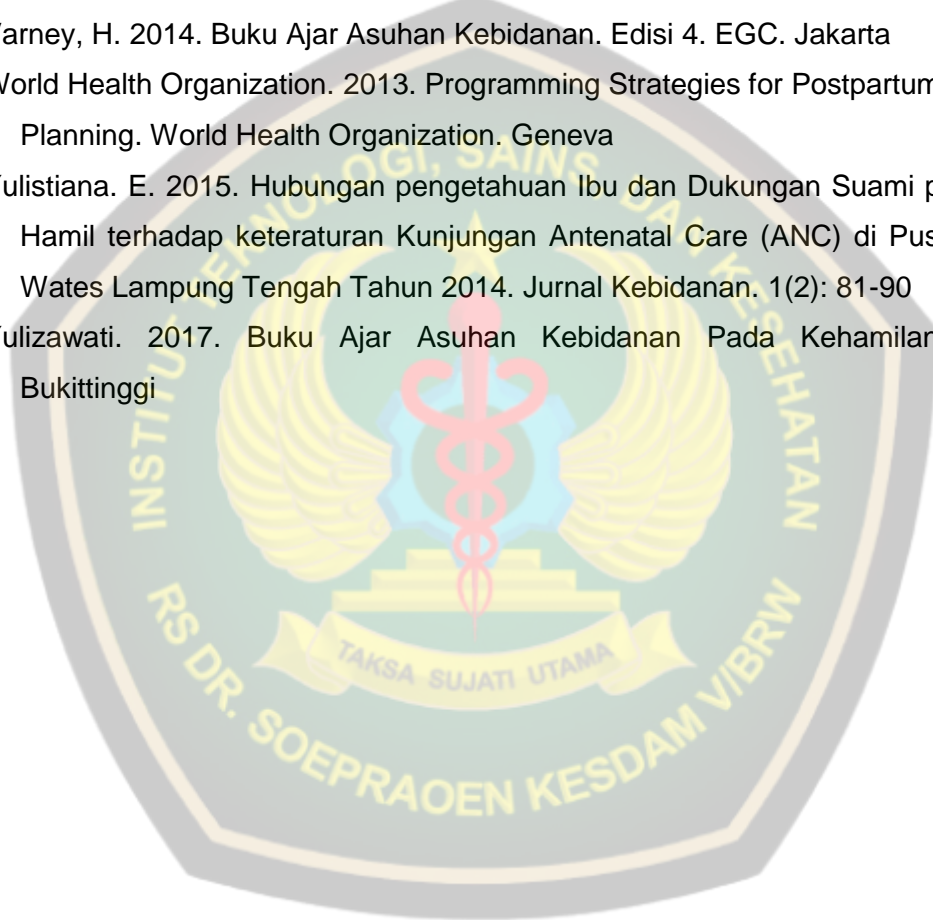 arney, H. 2014. Buku Ajar Asuhan Kebidanan. Edisi 4. EGC. Jakarta
World Health Organization. 2013. Programming Strategies for Postpartum
Planning. World Health Organization. Geneva
ulistiana. E. 2015. Hubungan pengetahuan Ibu dan Dukungan Suami p
Hamil terhadap keteraturan Kunjungan Antenatal Care (ANC) di Pus
Wates Lampung Tengah Tahun 2014. Jurnal Kebidanan. 1(2): 81-90
ulizawati. 2017. Buku Ajar Asuhan Kebidanan Pada Kehamilan
Bukittinggi
INSTITUT TEKNOLOGI, SAINS DAN KESEHATAN
TAKSA SUJATI UTAMA
RS DR. SOEPRAOEN KESDAM V/BRW